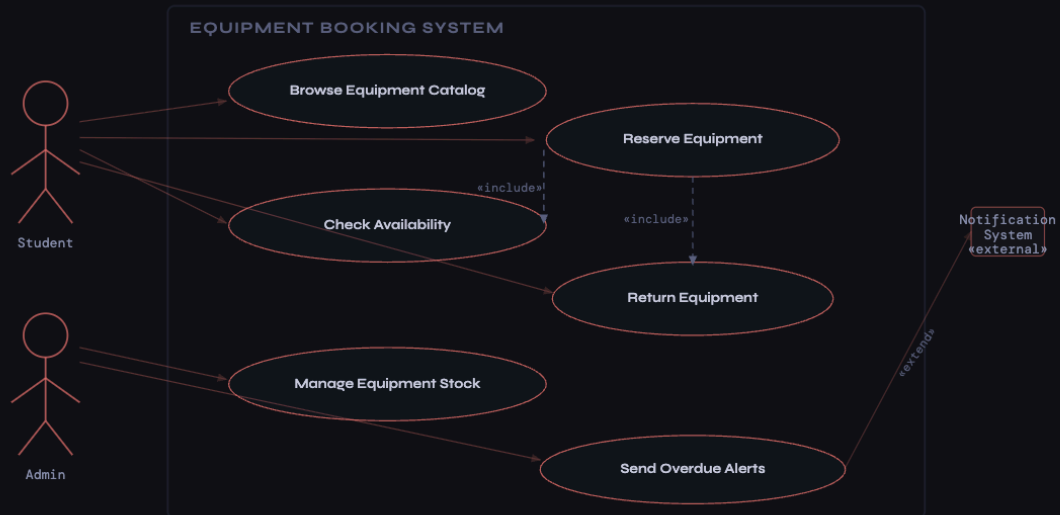 EQUIPMENT BOOKING SYSTEM
Browse Equipment Catalog
Reserve Equipment
«include»
Check Availability
«include»
Student
Notification
System
«external»
Return Equipment
«extend»
Manage Equipment Stock
Send Overdue Alerts
Admin